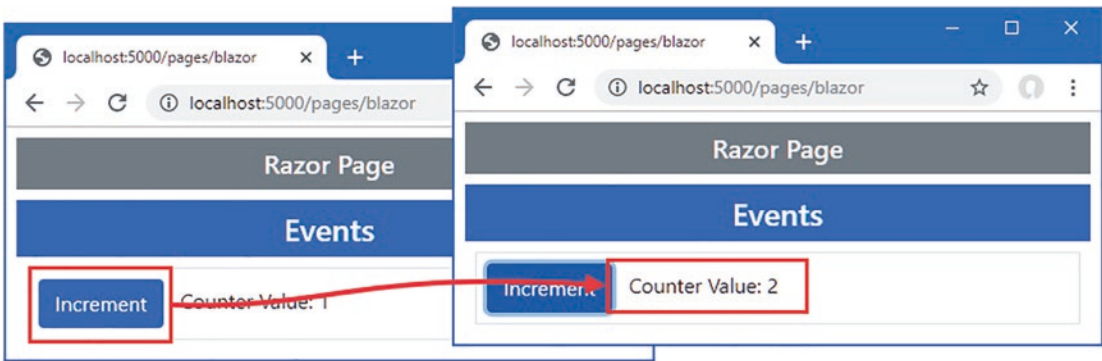 localhost:5000/pages/blazor
localhost:5000/pages/blazor
Razor Page
Events
Increment
Counter Value: 1
localhost:5000/pages/blazor
localhost:5000/pages/blazor
Razor Page
Events
Increment
Counter Value: 2